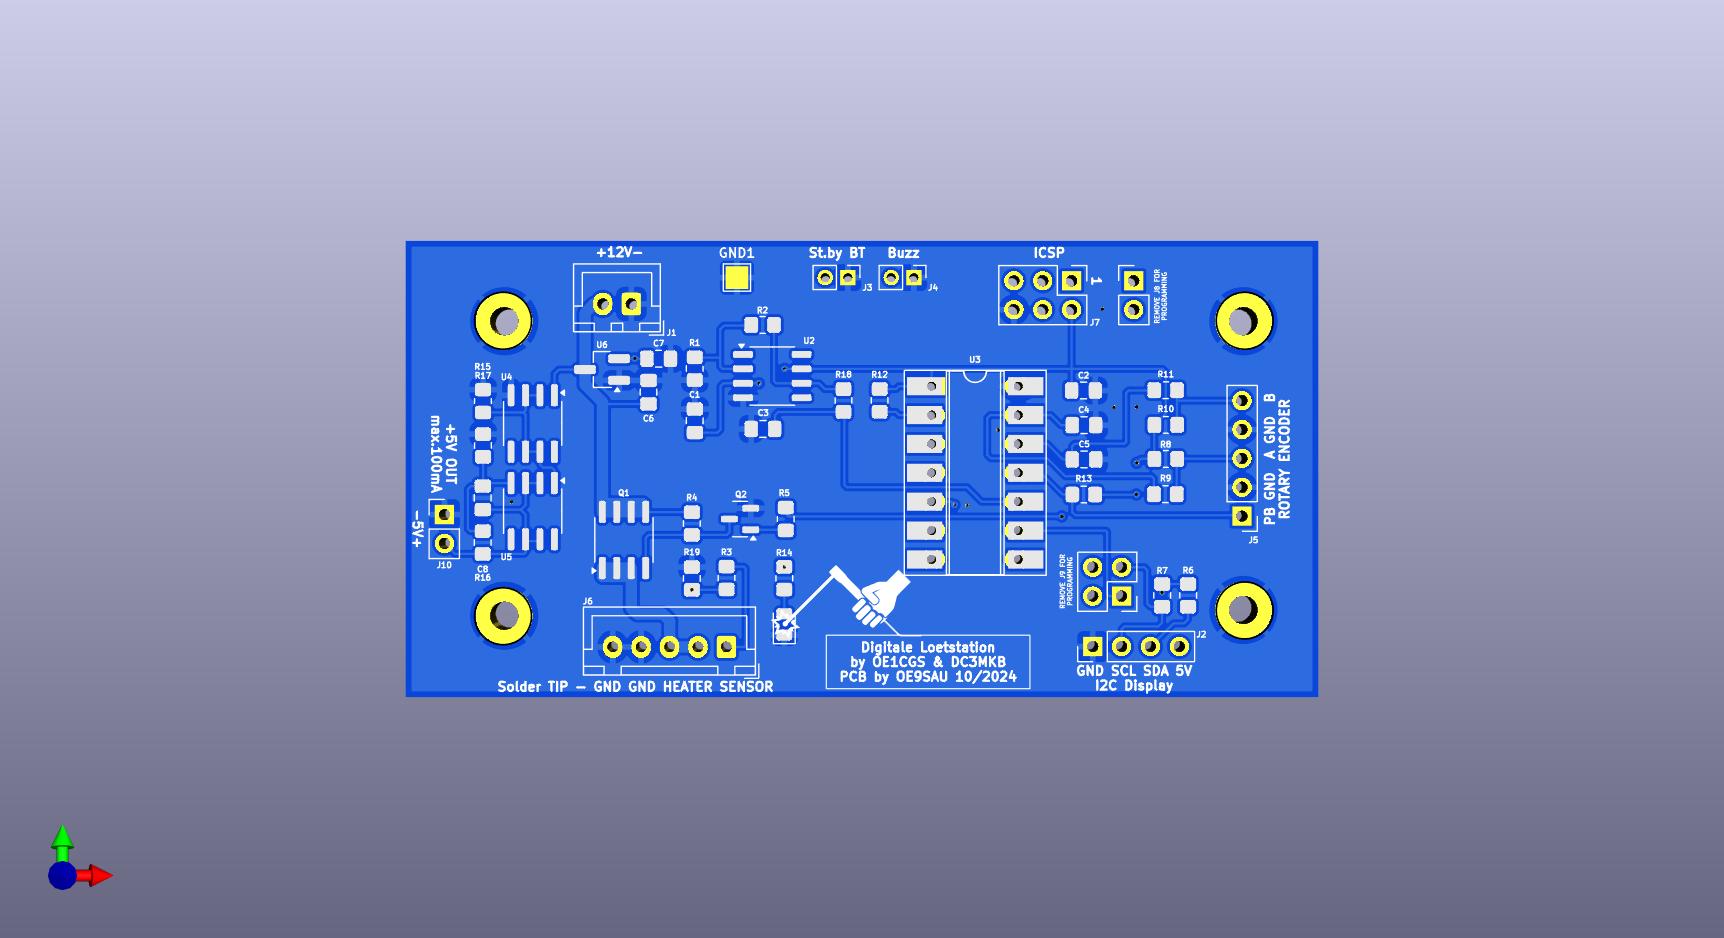 +12V-
GND1
St.by BT
Buzz
ICSP
J3
J4
1
J7
REMOVE J8 FOR
PROGRAMMING
J1
R2
U6
C7
R1
U2
U3
R15
R17
U4
C6
C1
C3
R18
R12
C2
R11
C4
R10
C5
R8
R13
R9
+5V OUT
max.100mA
-5V+
J10
U5
C8
R16
Q1
R4
Q2
R5
R19
R3
R14
PB GND A GND B
ROTARY ENCODER
J5
REMOVE J9 FOR
PROGRAMMING
R7
R6
J2
J6
GND SCL SDA 5V
I2C Display
Digitale Loetstation
by OE1CGS & DC3MKB
PCB by OE9SAU 10/2024
Solder TIP - GND GND HEATER SENSOR